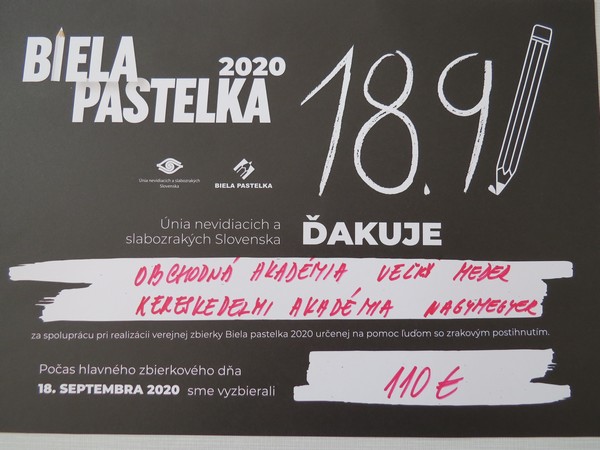 BIELA
PASTELKA
2020
18.9
Únia nevidiacich a slabozrakých
Slovenska
BIELA PASTELKA
Únia nevidiacich a
slabozrakých Slovenska
ĎAKUJE
OBCHODNÁ AKADÉMIA VEĽKÝ MEDER
KERESKEDELMI AKADÉMIA NAGYMEGYER
za spoluprácu pri realizácii verejnej zbierky Biela pastelka 2020 určenej na pomoc ľuďom so zrakovým postihnutím.
Počas hlavného zbierkového dňa
18. SEPTEMBRA 2020 sme vyzbierali
110 €